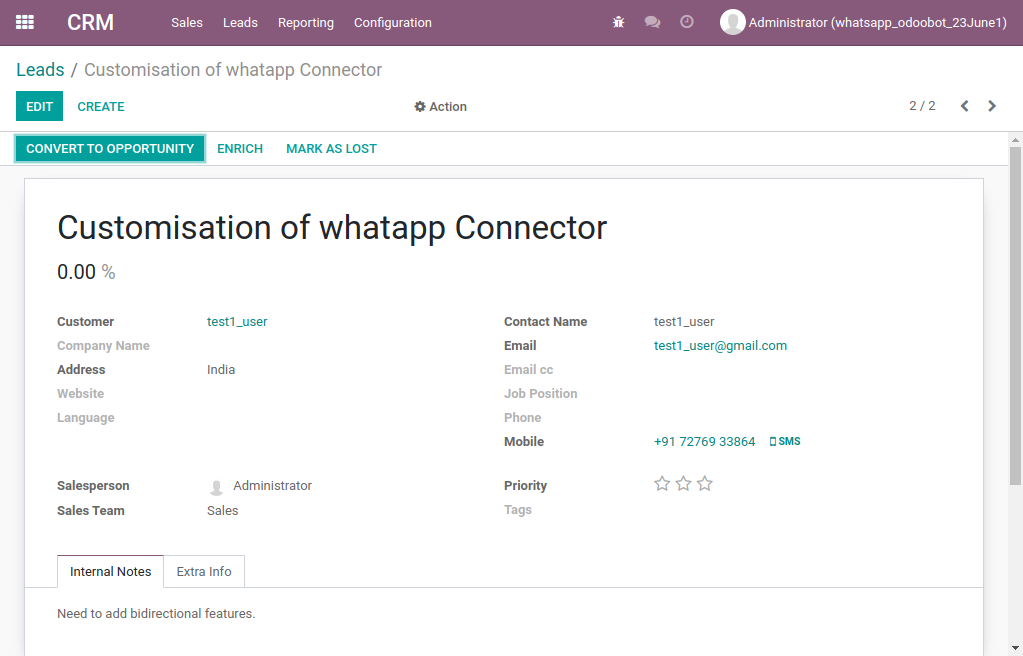 CRM Sales Leads Reporting Configuration Administrator (whatsapp_odoobot_23June1)
Leads / Customisation of whatapp Connector
EDIT CREATE Action 2 / 2
CONVERT TO OPPORTUNITY ENRICH MARK AS LOST
Customisation of whatapp Connector
0.00 %
Customer test1_user Contact Name test1_user
Company Name Email test1_user@gmail.com
Address India Email cc
Website Job Position
Language Phone
Mobile +91 72769 33864 SMS
Salesperson Administrator Priority
Sales Team Sales Tags
Internal Notes Extra Info
Need to add bidirectional features.